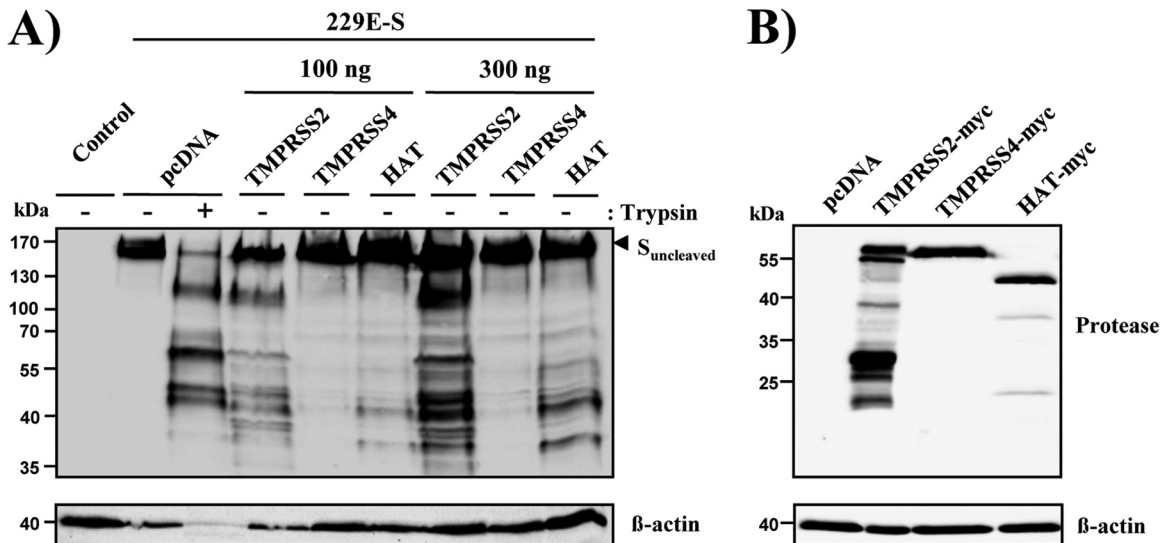 A)
229E-S
100 ng 300 ng
Control pcDNA TMPRSS2 TMPRSS4 HAT TMPRSS2 TMPRSS4 HAT
kDa - - + - - - - - - : Trypsin
170 Suncleaved
130
100
70
55
40
35
40 ß-actin
B)
pcDNA TMPRSS2-myc TMPRSS4-myc HAT-myc
kDa
55
40
35
25
Protease
40 ß-actin